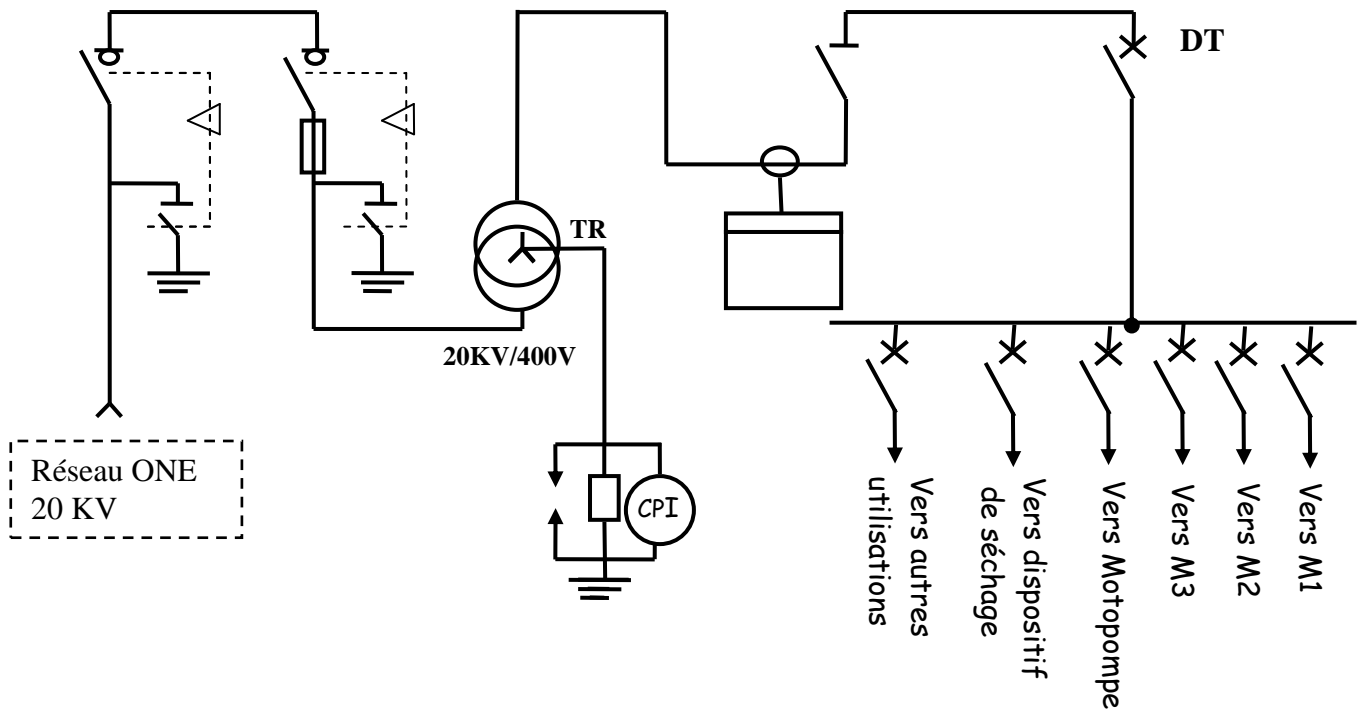 DT
TR
20KV/400V
Réseau ONE
20 KV
CPI
Vers autres
utilisations
Vers dispositif
de séchage
Vers Motopompe
Vers M3
Vers M2
Vers M1